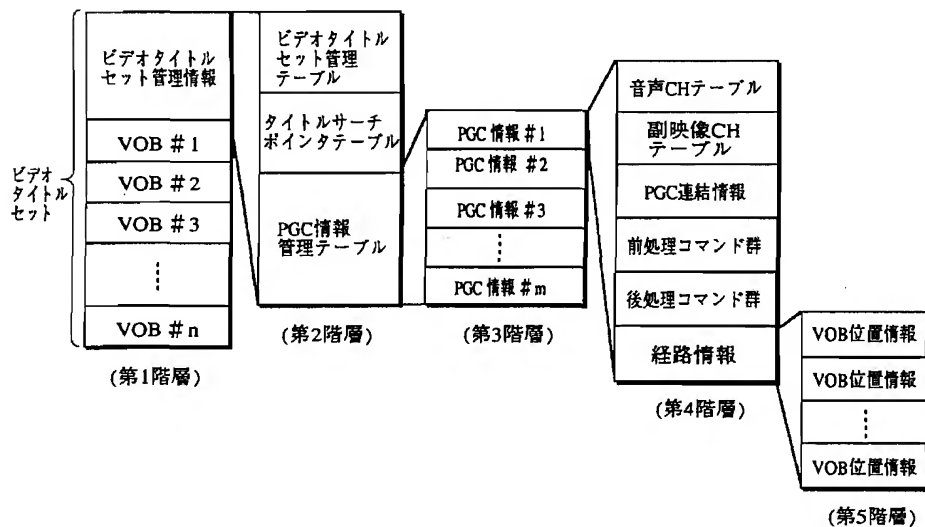 ビデオ
タイトル
セット
ビデオタイトル
セット管理情報
VOB #1
VOB #2
VOB #3
VOB #n
(第1階層)
ビデオタイトル
セット管理
テーブル
タイトルサーチ
ポインタテーブル
PGC情報
管理テーブル
(第2階層)
PGC情報 #1
PGC情報 #2
PGC情報 #3
PGC情報 #m
(第3階層)
音声CHテーブル
副映像CH
テーブル
PGC連結情報
前処理コマンド群
後処理コマンド群
経路情報
(第4階層)
VOB位置情報
VOB位置情報
VOB位置情報
(第5階層)